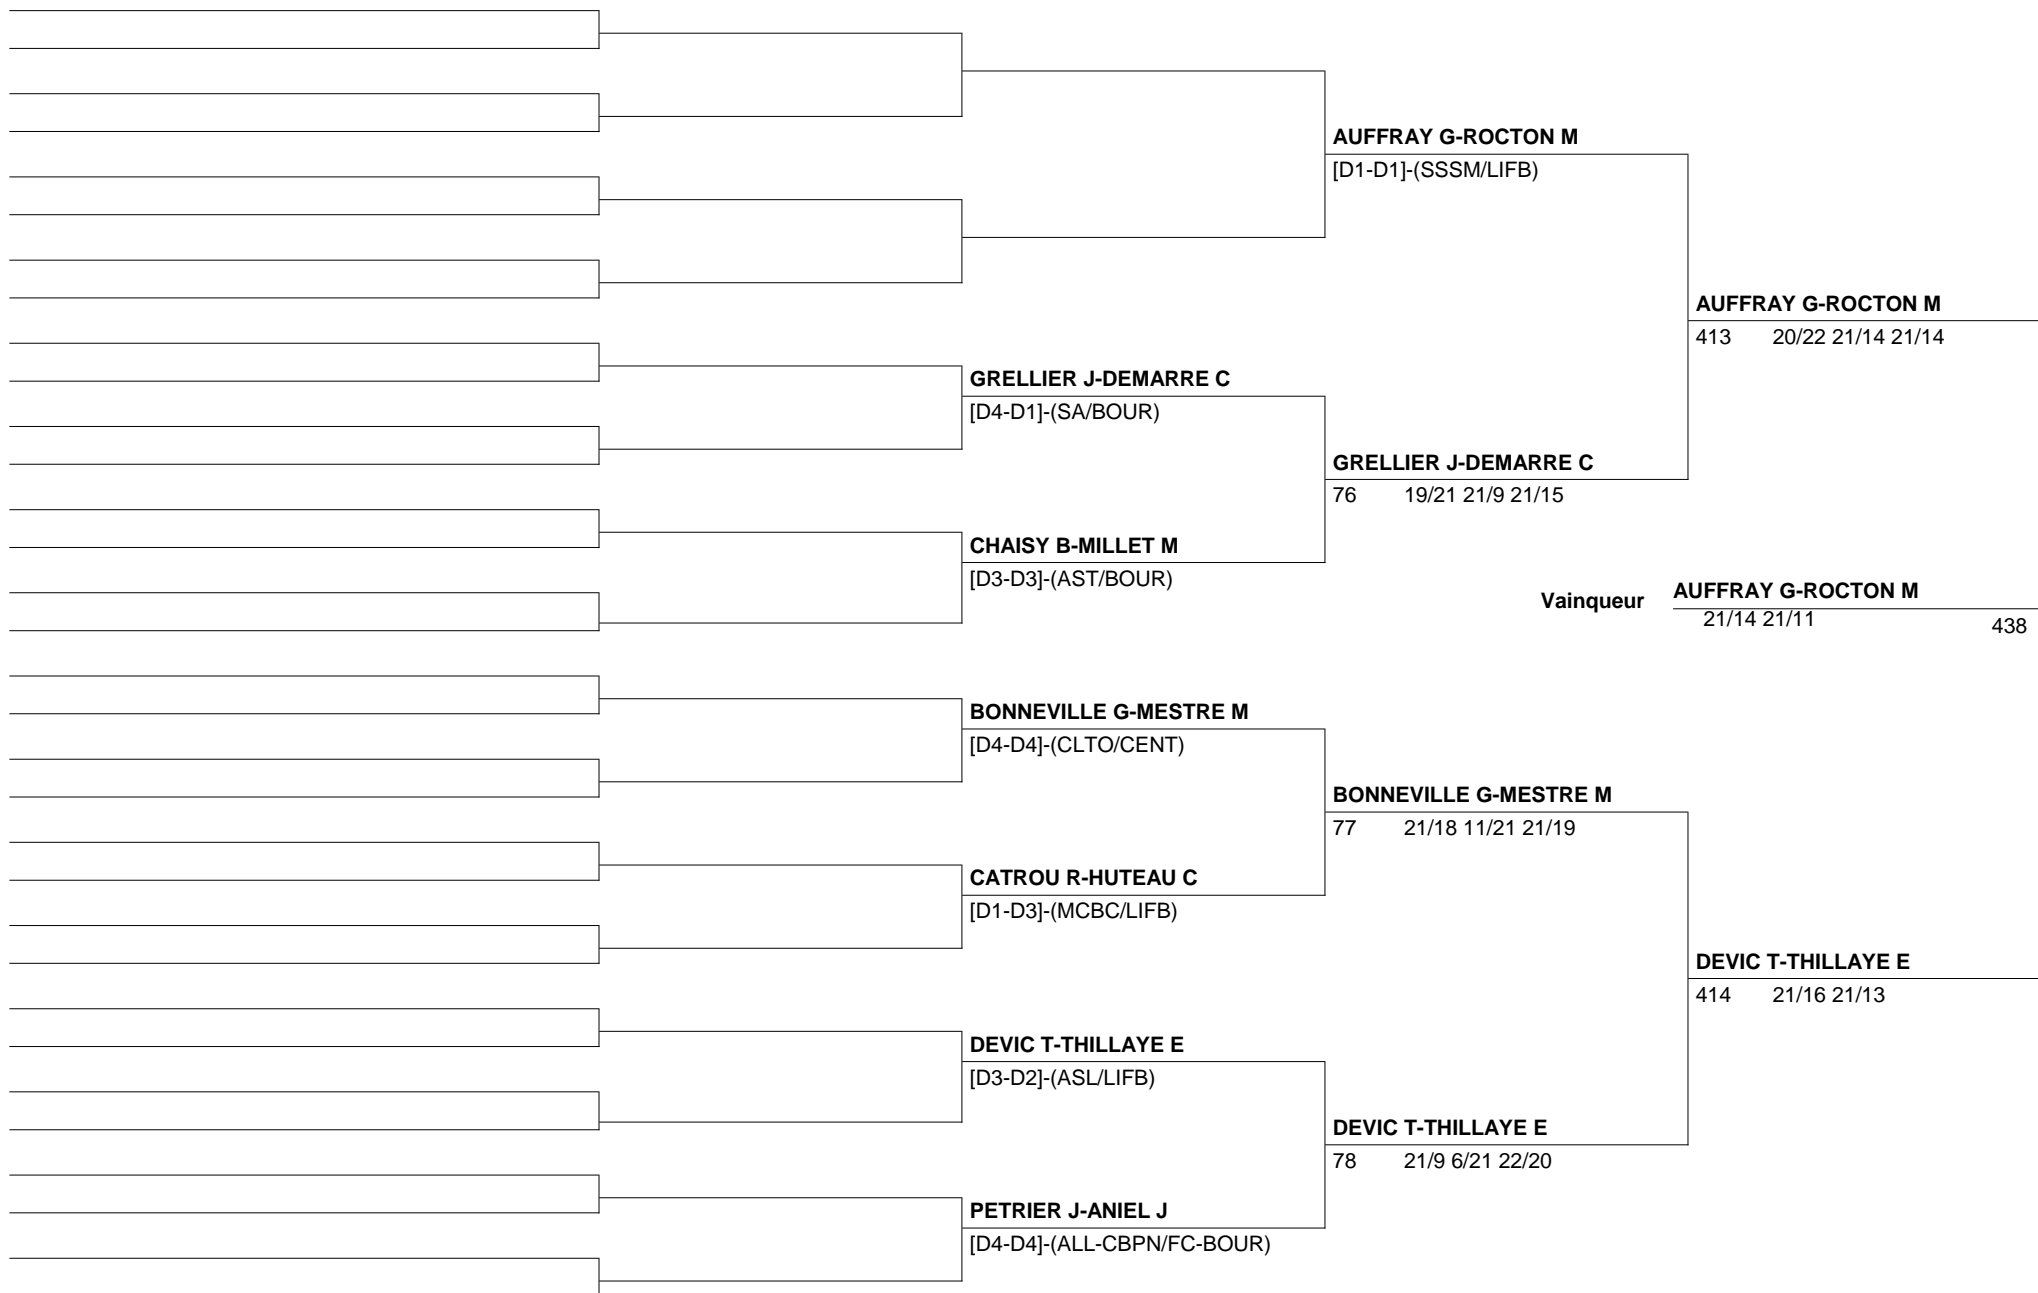 AUFFRAY G-ROCTON M
[D1-D1]-(SSSM/LIFB)
AUFFRAY G-ROCTON M
413 20/22 21/14 21/14
GRELLIER J-DEMARRE C
[D4-D1]-(SA/BOUR)
GRELLIER J-DEMARRE C
76 19/21 21/9 21/15
CHAISY B-MILLET M
[D3-D3]-(AST/BOUR)
Vainqueur AUFFRAY G-ROCTON M
21/14 21/11 438
BONNEVILLE G-MESTRE M
[D4-D4]-(CLTO/CENT)
BONNEVILLE G-MESTRE M
77 21/18 11/21 21/19
CATROU R-HUTEAU C
[D1-D3]-(MCBC/LIFB)
DEVIC T-THILLAYE E
414 21/16 21/13
DEVIC T-THILLAYE E
[D3-D2]-(ASL/LIFB)
DEVIC T-THILLAYE E
78 21/9 6/21 22/20
PETRIER J-ANIEL J
[D4-D4]-(ALL-CBPN/FC-BOUR)